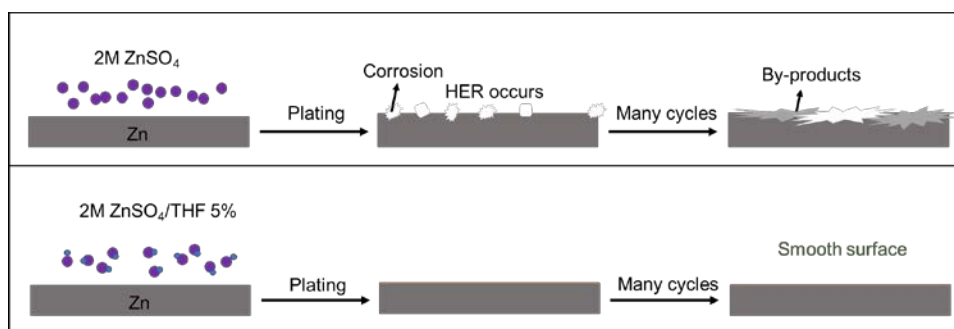 2M ZnSO₄
Zn
Plating
Corrosion
HER occurs
Many cycles
By-products
2M ZnSO₄/THF 5%
Zn
Plating
Many cycles
Smooth surface